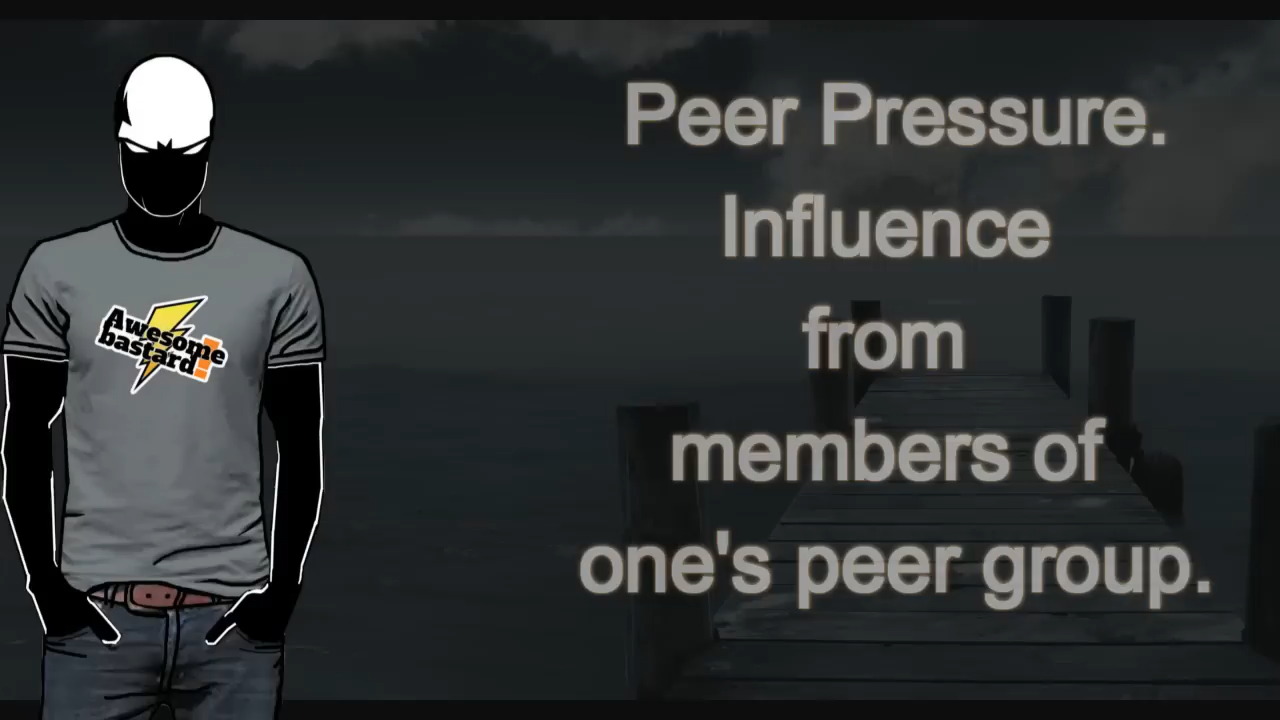 Awesome
bastard!
Peer Pressure.
Influence
from
members of
one's peer group.